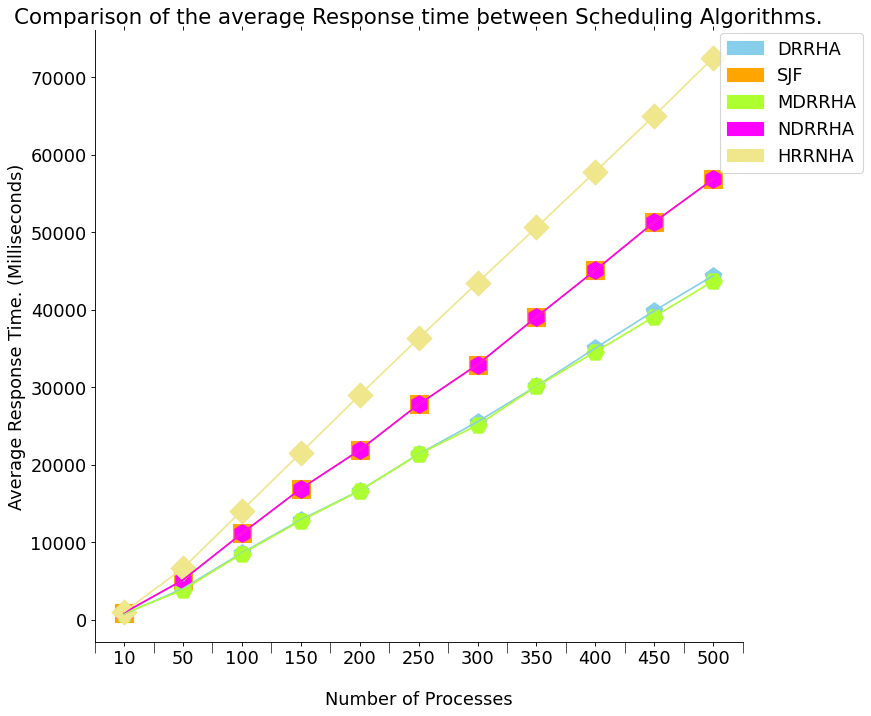 Comparison of the average Response time between Scheduling Algorithms.
DRRHA
SJF
MDRRHA
NDRRHA
HRRNHA
Average Response Time. (Milliseconds)
70000
60000
50000
40000
30000
20000
10000
0
10 50 100 150 200 250 300 350 400 450 500
Number of Processes